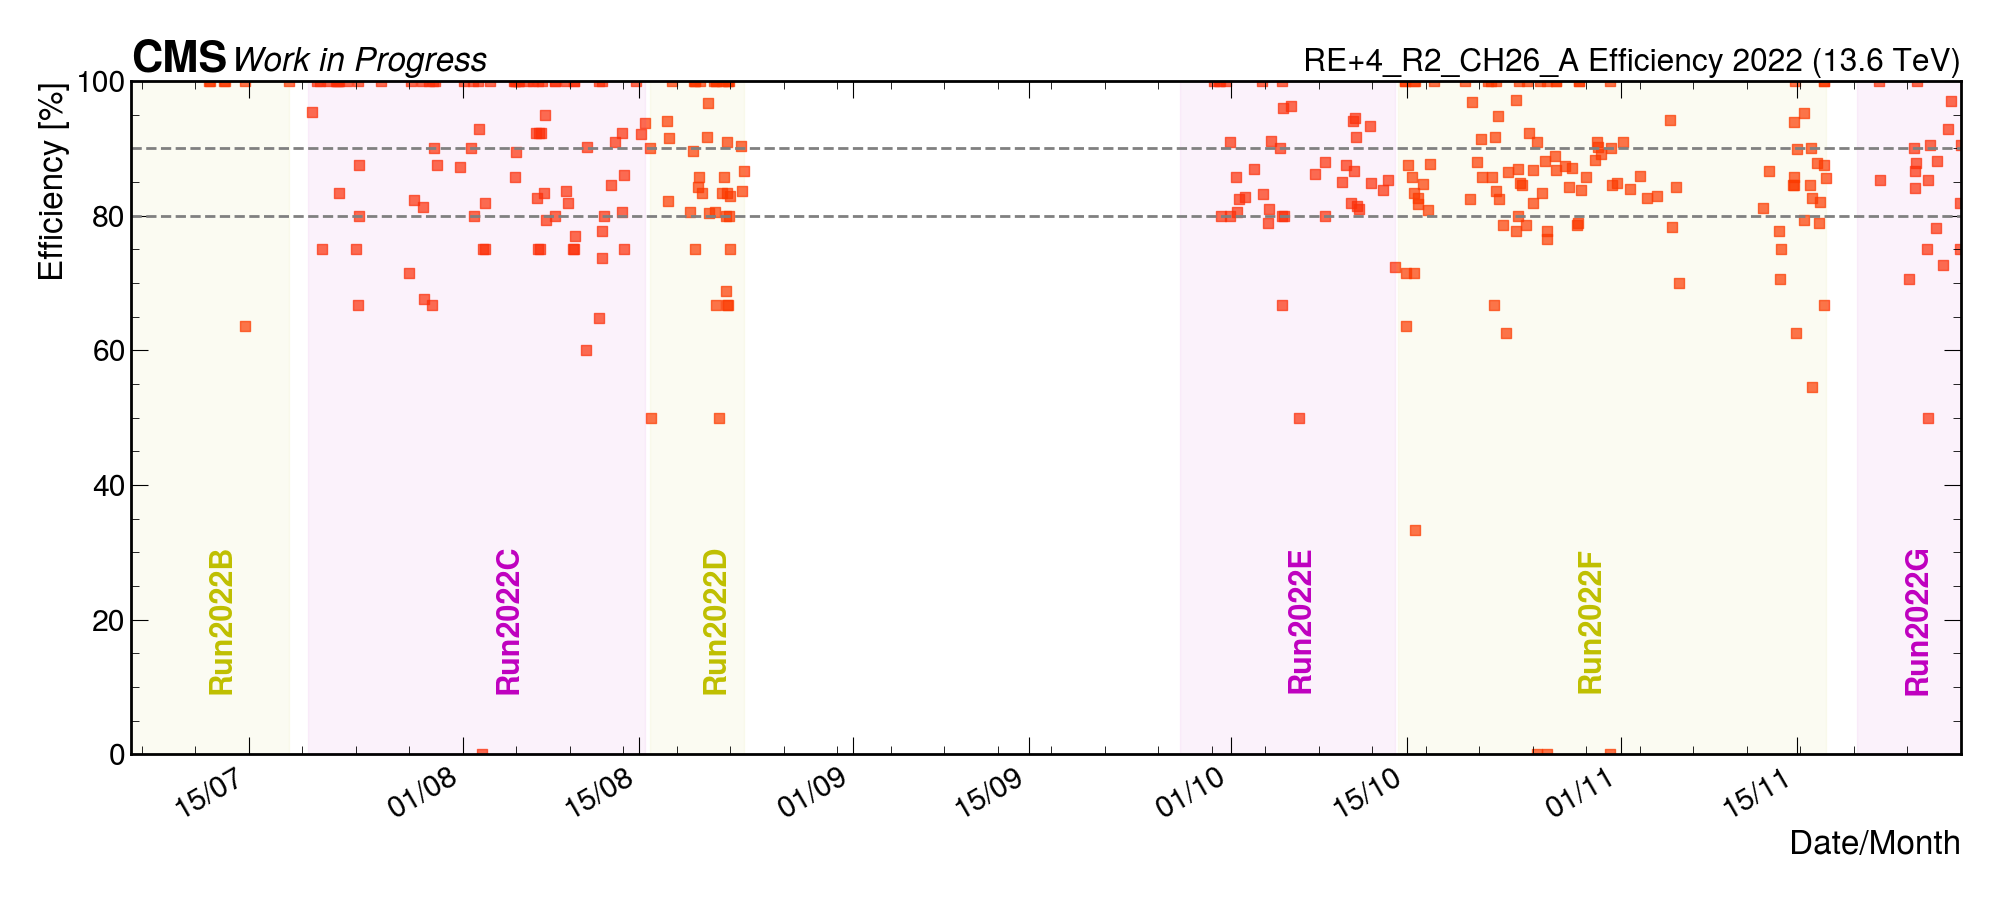 CMS Work in Progress
RE+4_R2_CH26_A Efficiency 2022 (13.6 TeV)
Efficiency [%]
100
80
60
40
20
0
Run2022B
Run2022C
Run2022D
Run2022E
Run2022F
Run2022G
15/07
01/08
15/08
01/09
15/09
01/10
15/10
01/11
15/11
Date/Month